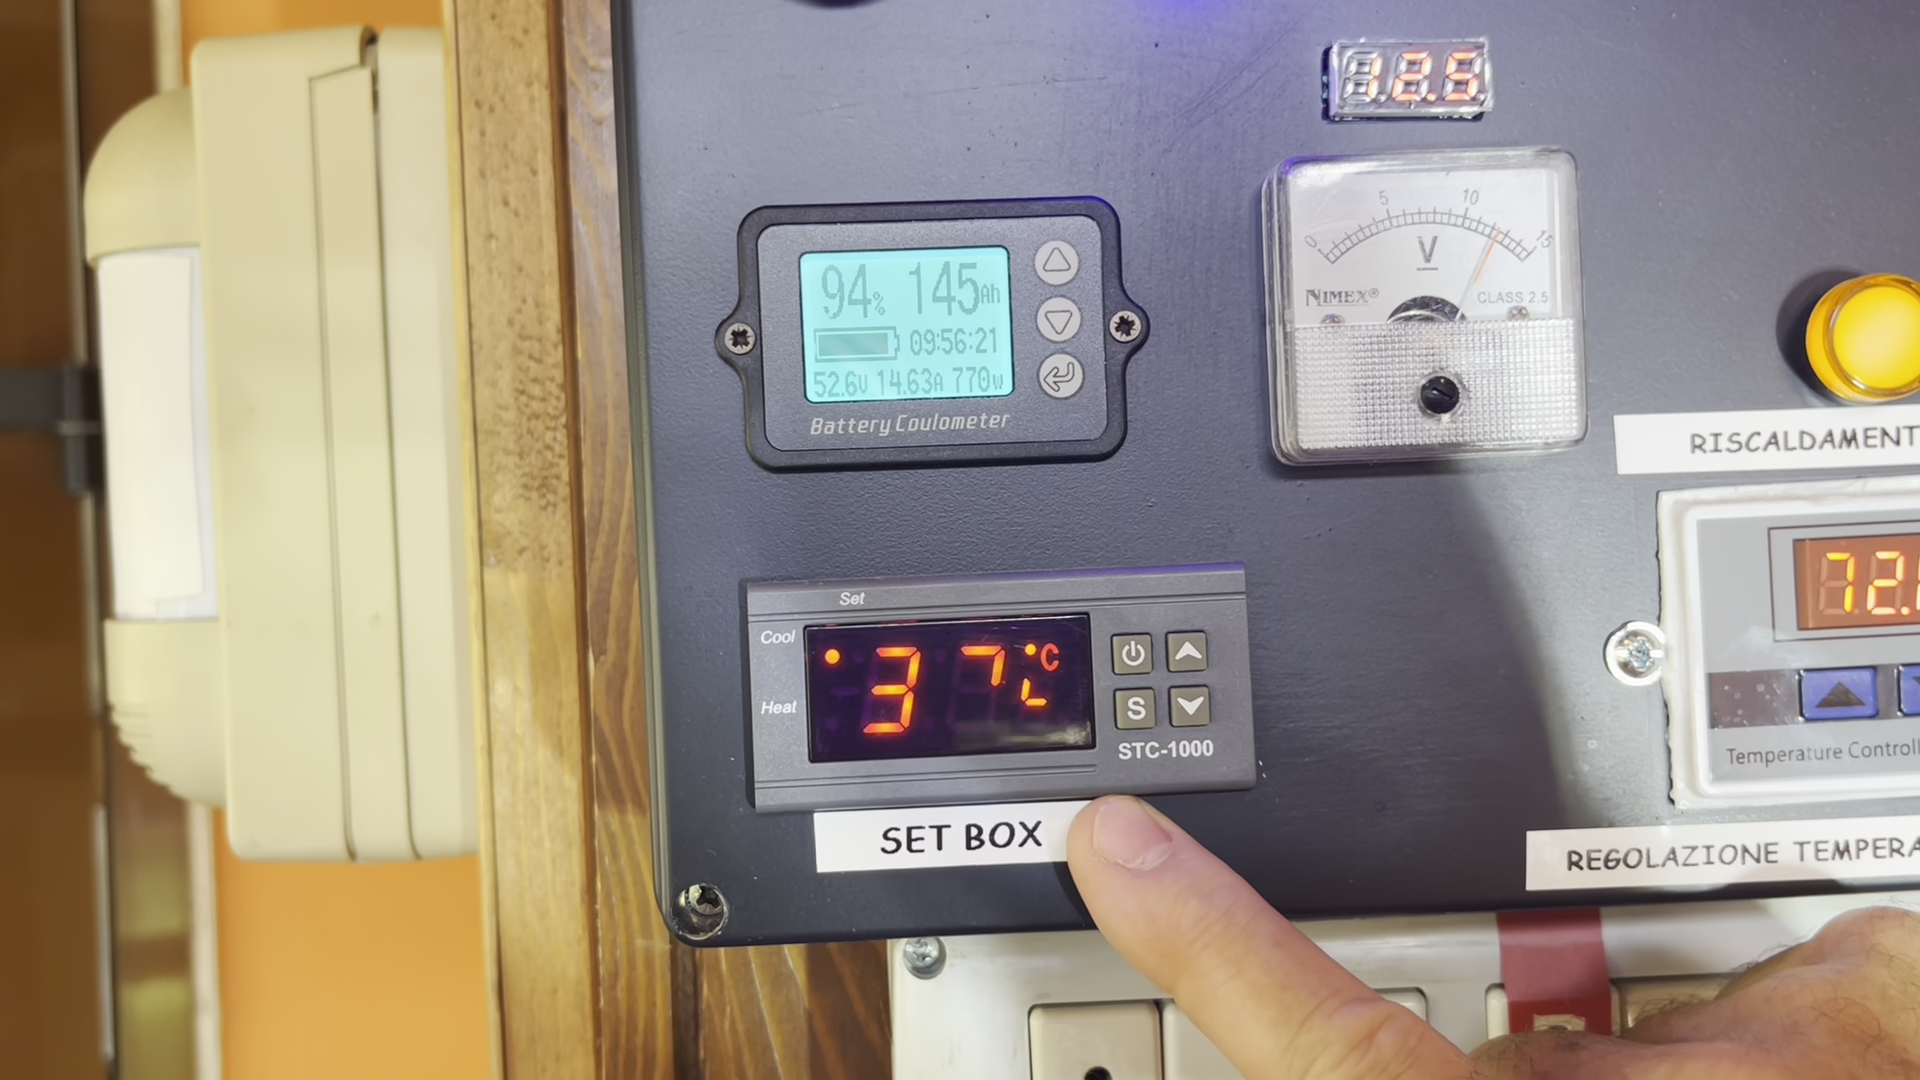 12.5
0 5 10 15
V
NIMEX®
CLASS 2.5
94% 145Ah
09:56:21
52.6V 14.63A 770W
Battery Coulometer
RISCALDAMENT
Set
Cool
Heat
°C
S
STC-1000
SET BOX
72.
Temperature Controll
REGOLAZIONE TEMPERA